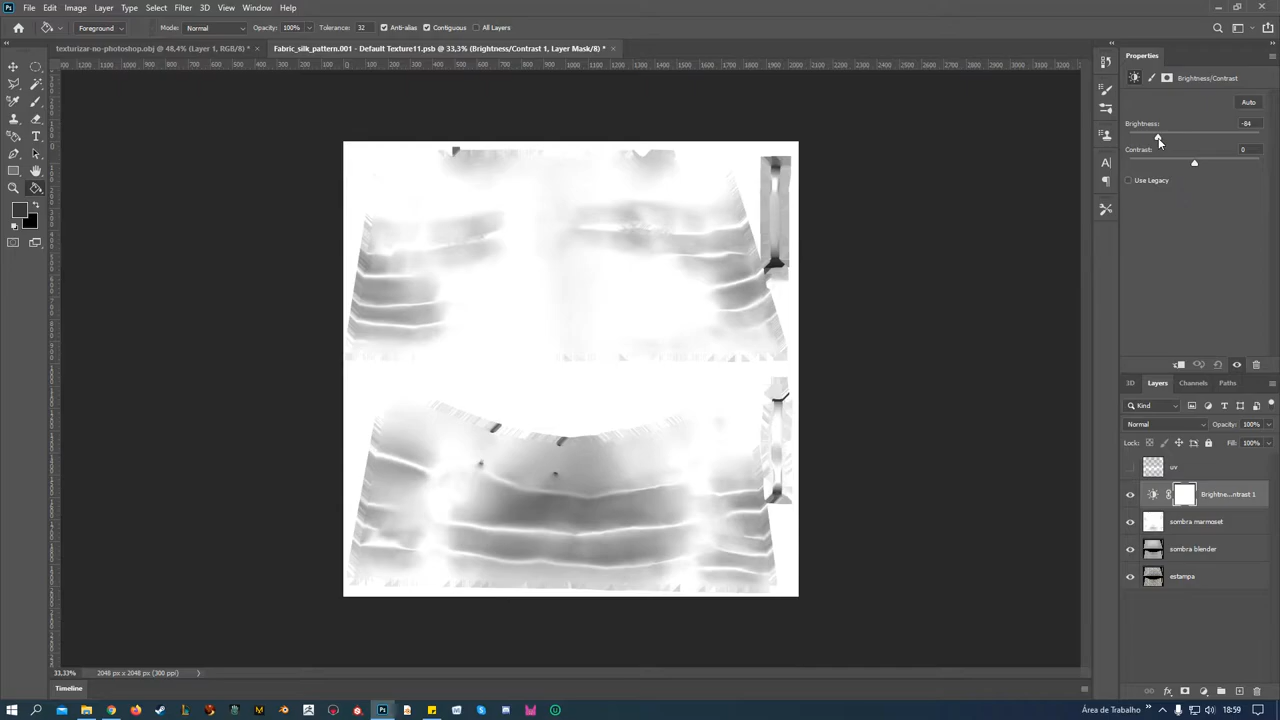 File Edit Image Layer Type Select Filter 3D View Window Help
Foreground Mode: Normal Opacity: 100% Tolerance: 32 Anti-alias Contiguous All Layers
texturizar-no-photoshop.obj @ 48,4% (Layer 1, RGB/8) * × Fabric_silk_pattern.001 - Default Texture11.psb @ 33,3% (Brightness/Contrast 1, Layer Mask/8) * ×
Properties
Brightness/Contrast
Auto
Brightness: -84
Contrast: 0
Use Legacy
3D Layers Channels Paths
Kind
Normal Opacity: 100%
Lock: Fill: 100%
uv
Brightne...ontrast 1
sombra marmoset
sombra blender
estampa
33,33% 2048 px x 2048 px (300 ppi)
Timeline
Área de Trabalho 18:59